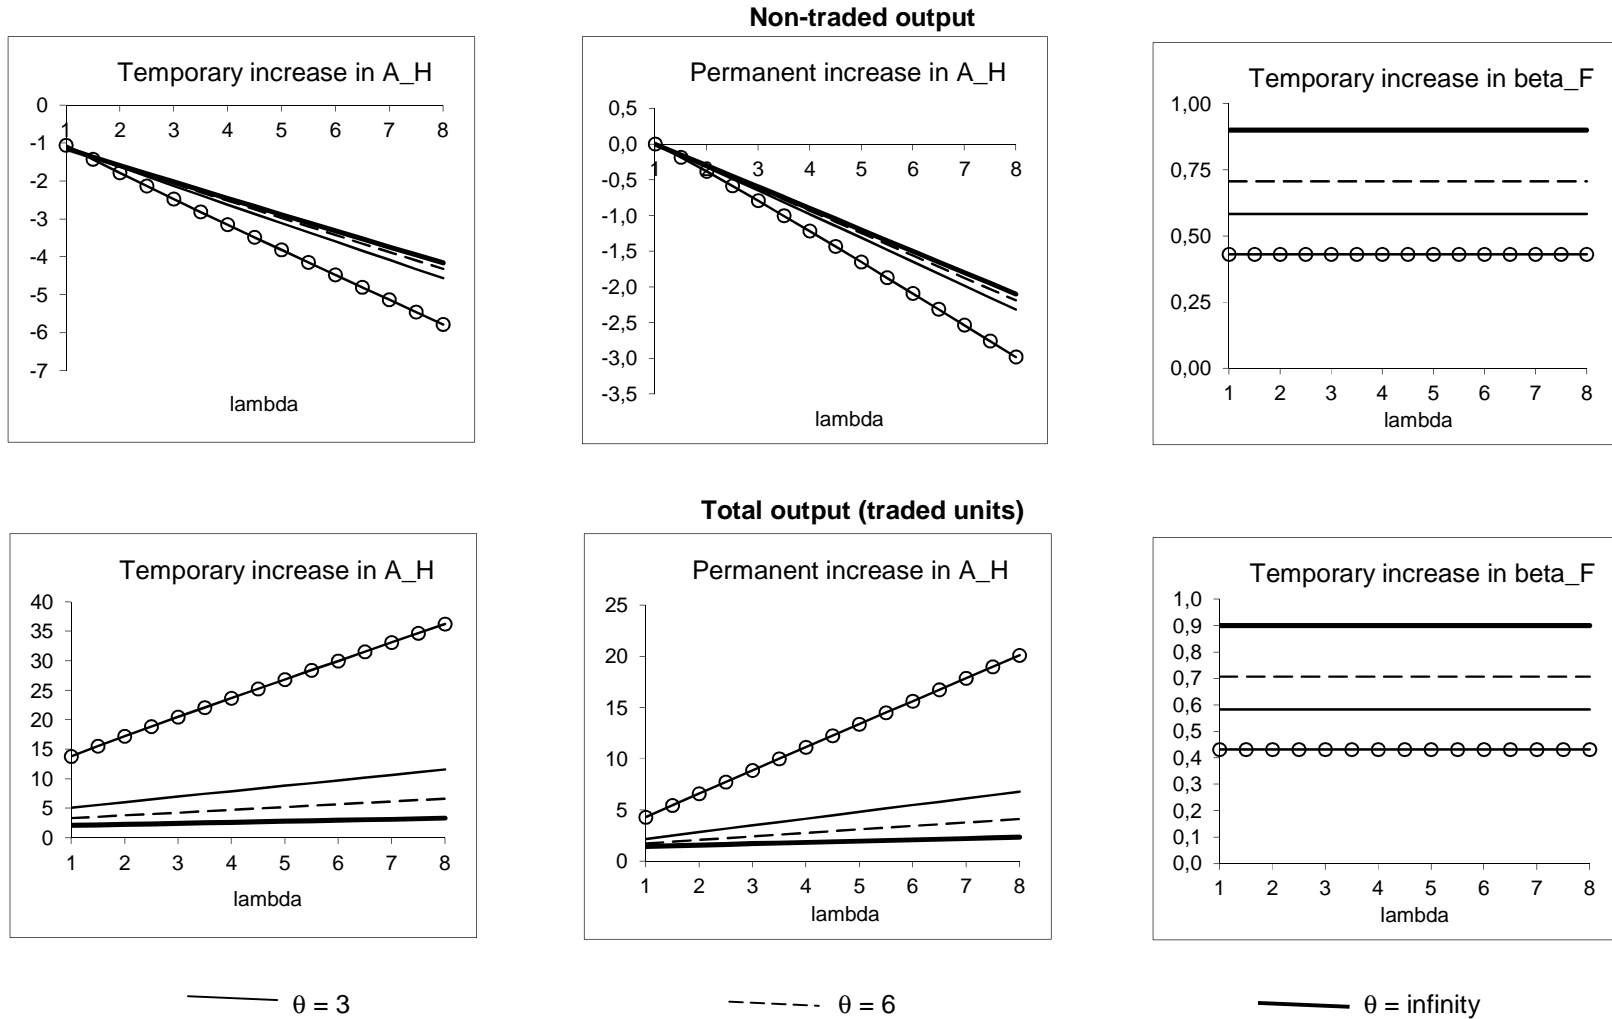 Non-traded output
Temporary increase in A_H
0
-1
-2
-3
-4
-5
-6
-7
1 2 3 4 5 6 7 8
lambda
Permanent increase in A_H
0,5
0,0
-0,5
-1,0
-1,5
-2,0
-2,5
-3,0
-3,5
1 2 3 4 5 6 7 8
lambda
Temporary increase in beta_F
1,00
0,75
0,50
0,25
0,00
1 2 3 4 5 6 7 8
lambda
Total output (traded units)
Temporary increase in A_H
40
35
30
25
20
15
10
5
0
1 2 3 4 5 6 7 8
lambda
Permanent increase in A_H
25
20
15
10
5
0
1 2 3 4 5 6 7 8
lambda
Temporary increase in beta_F
1,0
0,9
0,8
0,7
0,6
0,5
0,4
0,3
0,2
0,1
0,0
1 2 3 4 5 6 7 8
lambda
θ = 3
θ = 6
θ = infinity